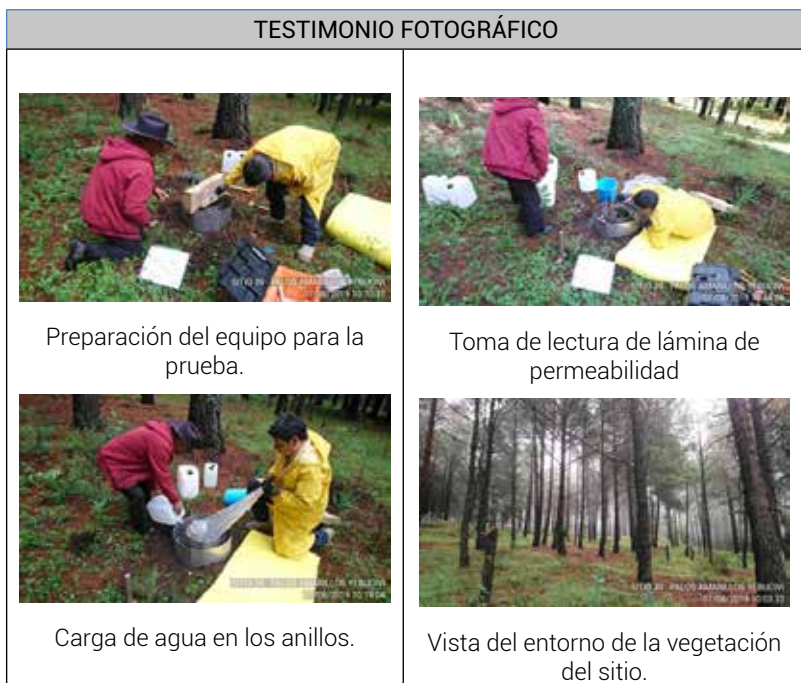 TESTIMONIO FOTOGRÁFICO
Preparación del equipo para la
prueba.
Toma de lectura de lámina de
permeabilidad
Carga de agua en los anillos.
Vista del entorno de la vegetación
del sitio.